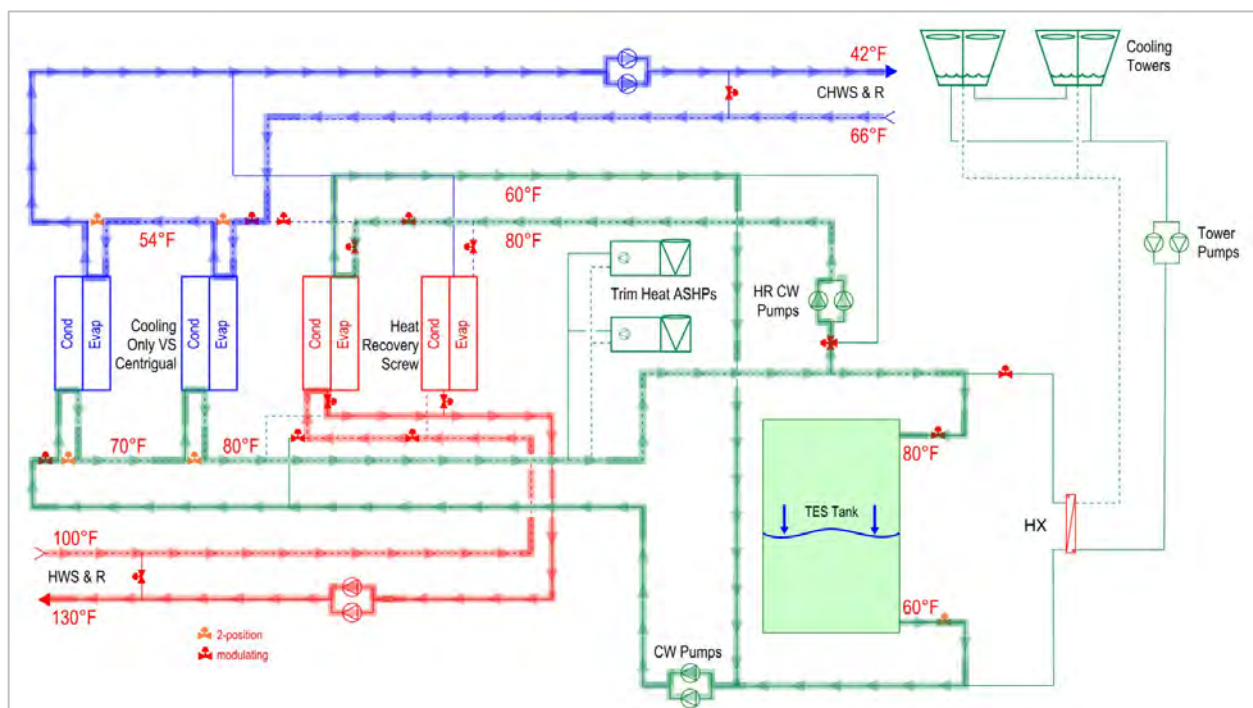 42°F
CHWS & R
66°F
Cooling
Towers
60°F
80°F
54°F
Tower
Pumps
Trim Heat ASHPs
HR CW
Pumps
Cond
Evap
Cooling
Only VS
Centrigual
Cond
Evap
Cond
Evap
Heat
Recovery
Screw
Cond
Evap
70°F
80°F
80°F
TES Tank
HX
100°F
HWS & R
130°F
60°F
2-position
modulating
CW Pumps